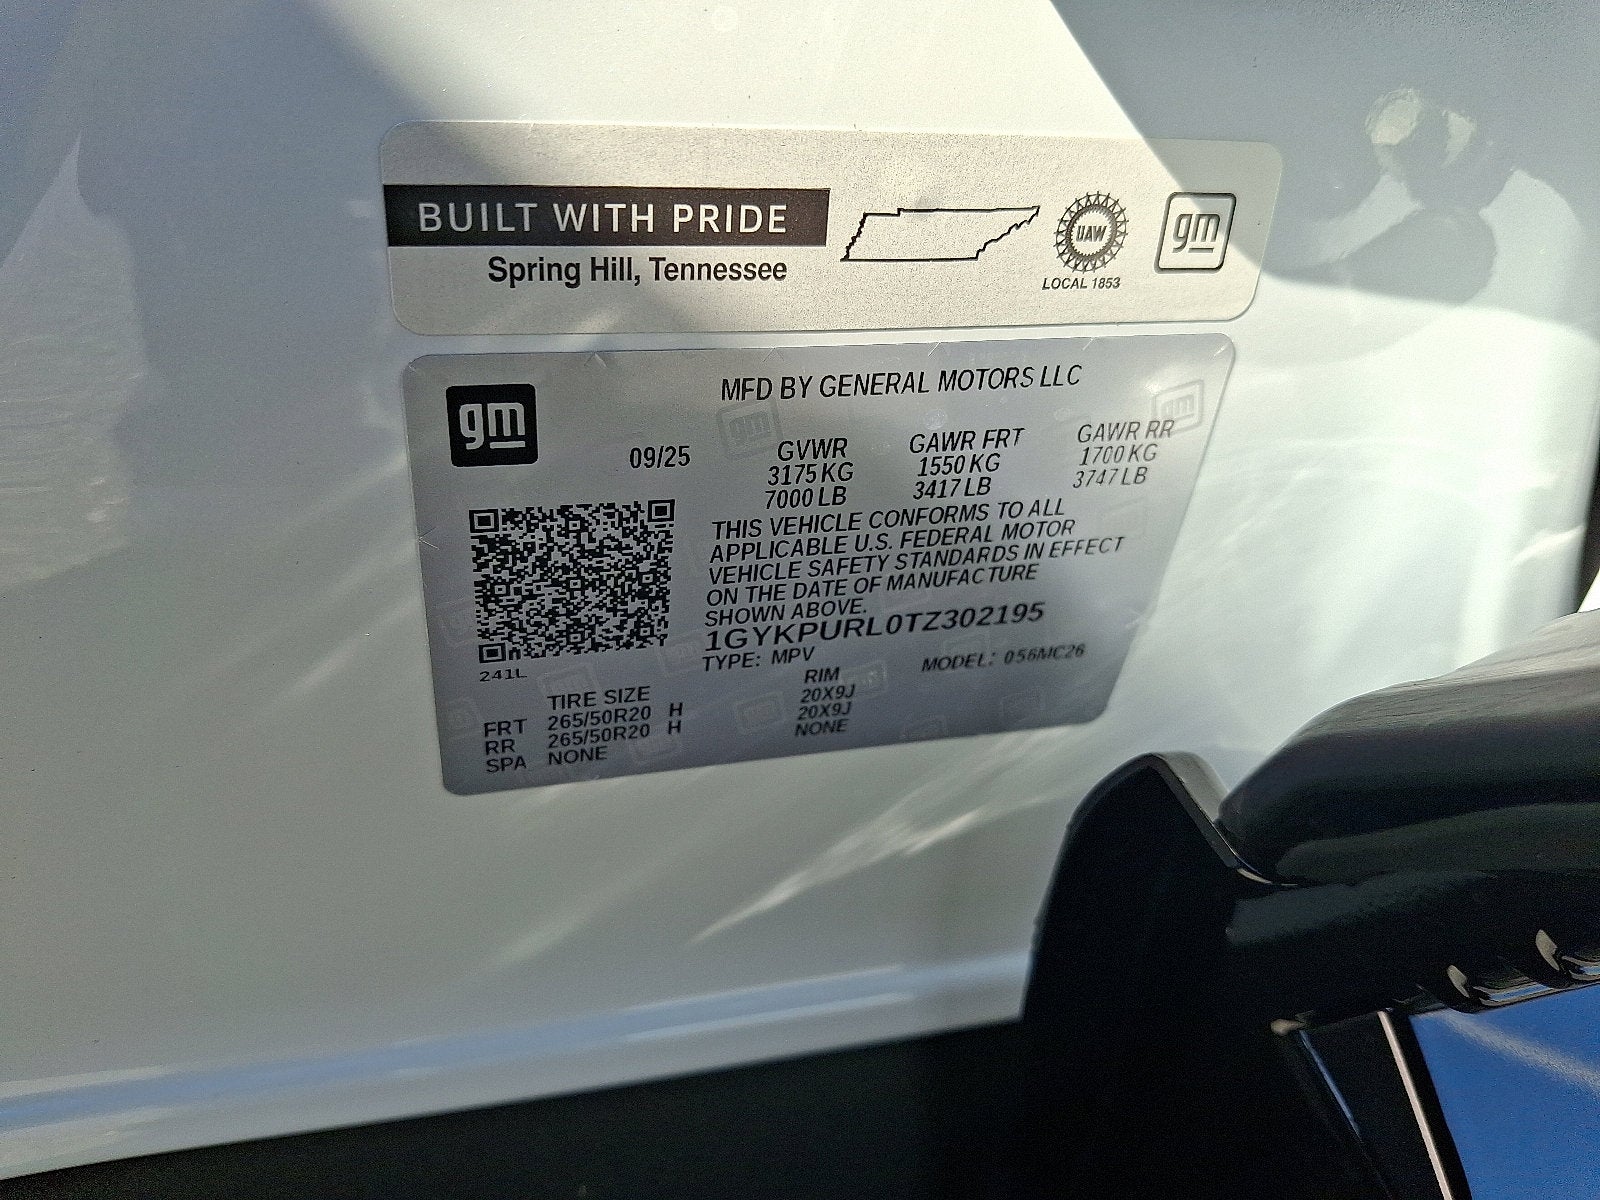 BUILT WITH PRIDE
Spring Hill, Tennessee
UAW
LOCAL 1853
gm
gm
MFD BY GENERAL MOTORS LLC
09/25
GVWR GAWR FRT GAWR RR
3175 KG 1550 KG 1700 KG
7000 LB 3417 LB 3747 LB
THIS VEHICLE CONFORMS TO ALL
APPLICABLE U.S. FEDERAL MOTOR
VEHICLE SAFETY STANDARDS IN EFFECT
ON THE DATE OF MANUFACTURE
SHOWN ABOVE.
1GYKPURL0TZ302195
TYPE: MPV MODEL: 056MC26
241L
TIRE SIZE RIM
FRT 265/50R20 H 20X9J
RR 265/50R20 H 20X9J
SPA NONE NONE